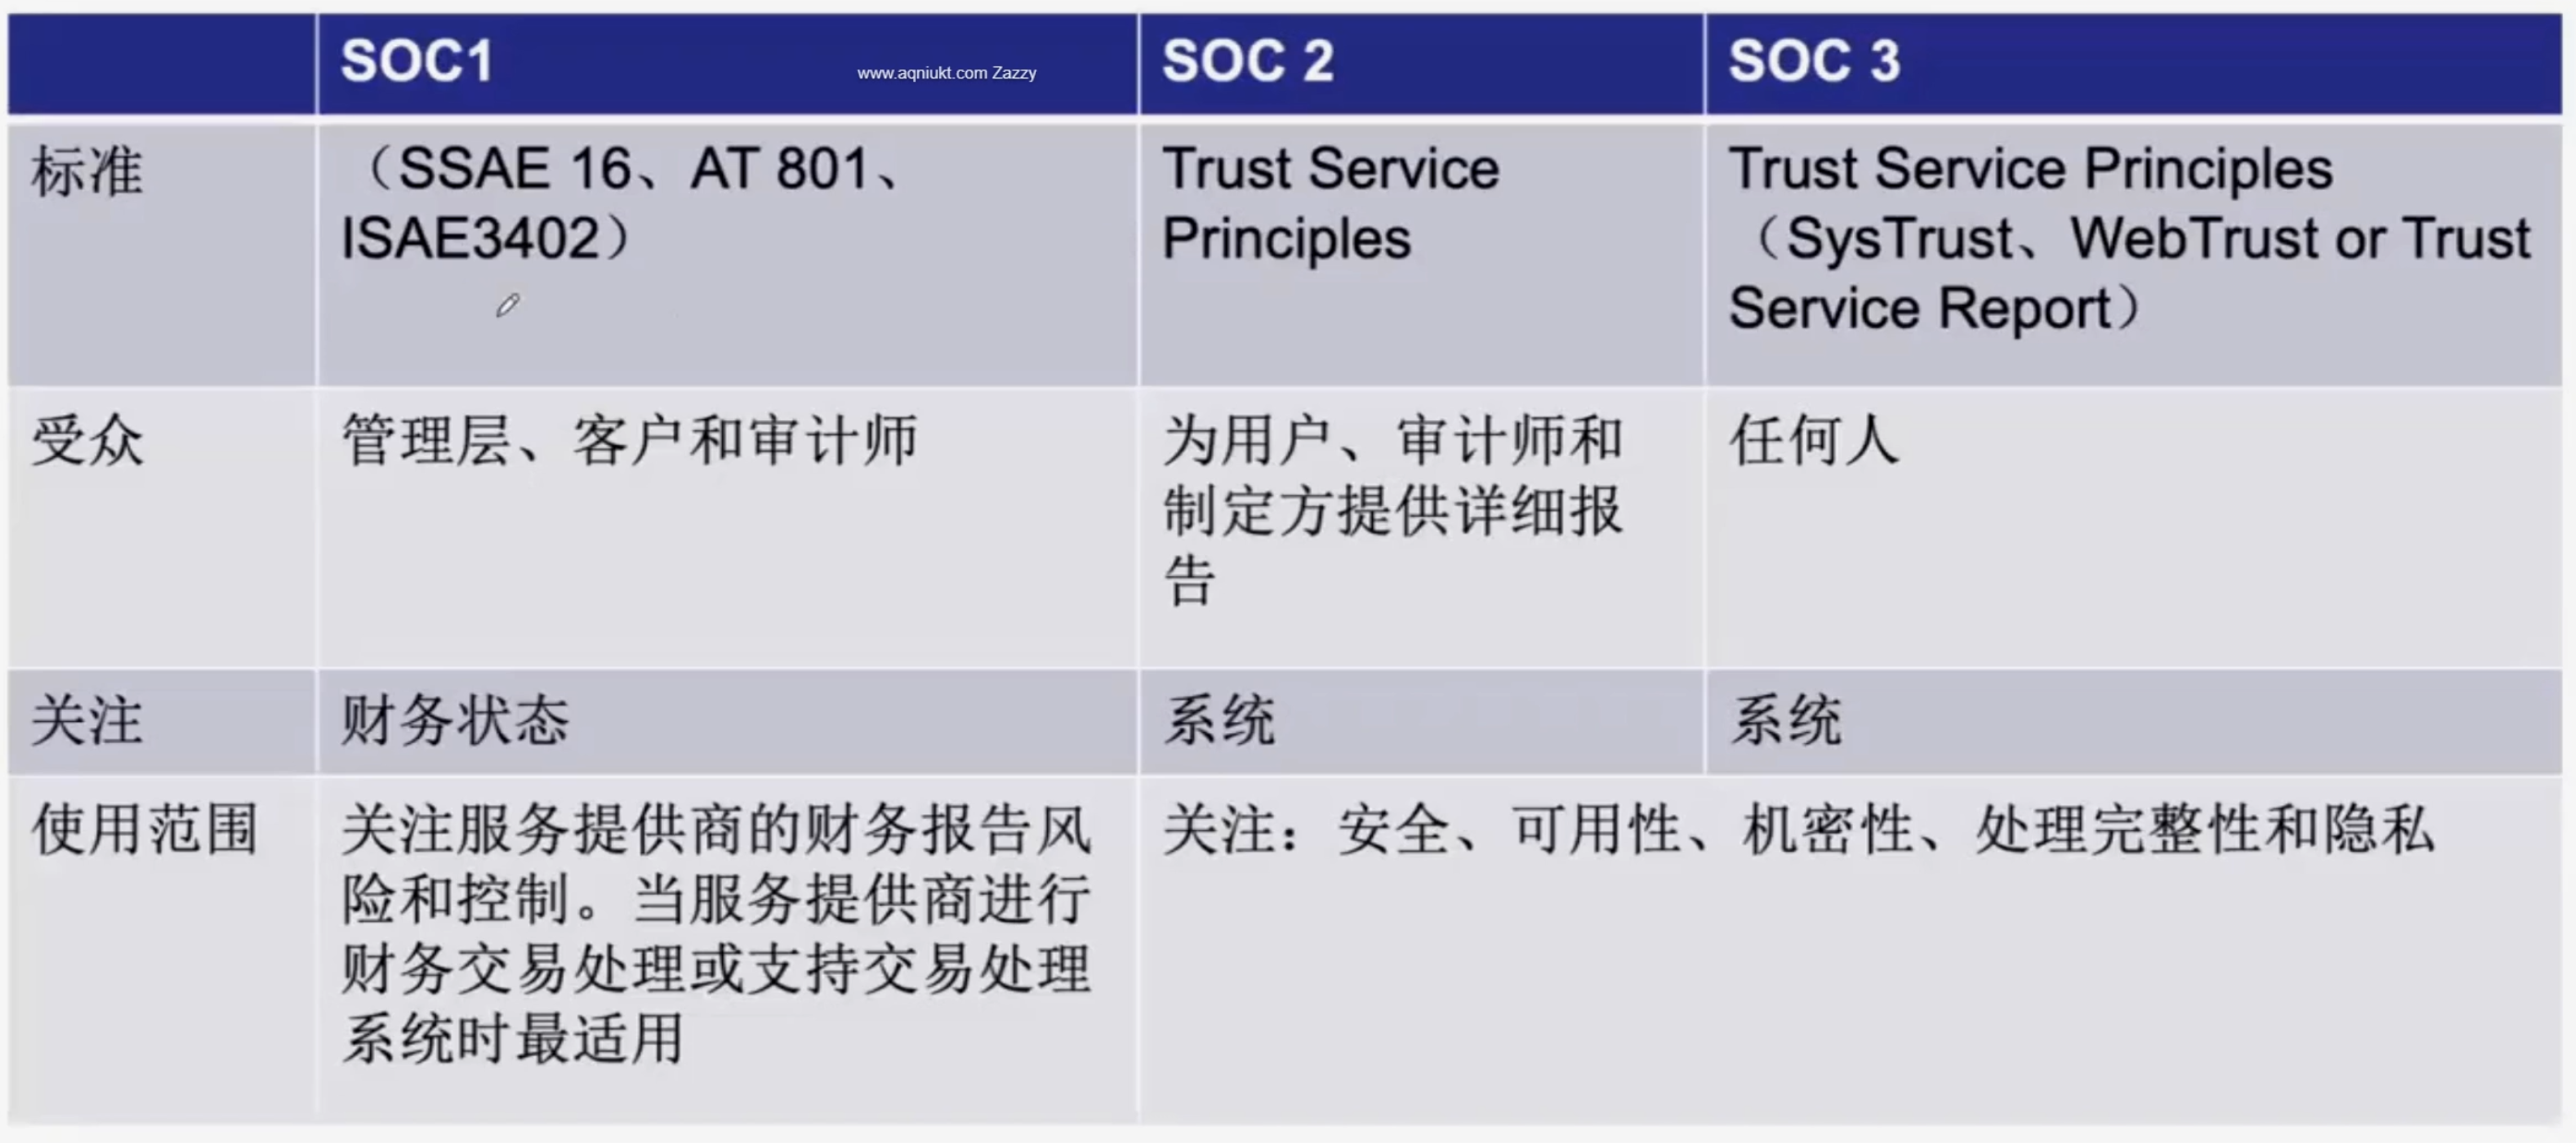 SOC1
www.aqniukt.com Zazzy
SOC 2
SOC 3
标准
（SSAE 16、AT 801、
ISAE3402）
Trust Service
Principles
Trust Service Principles
（SysTrust、WebTrust or Trust
Service Report）
受众
管理层、客户和审计师
为用户、审计师和
制定方提供详细报
告
任何人
关注
财务状态
系统
系统
使用范围
关注服务提供商的财务报告风
险和控制。当服务提供商进行
财务交易处理或支持交易处理
系统时最适用
关注：安全、可用性、机密性、处理完整性和隐私